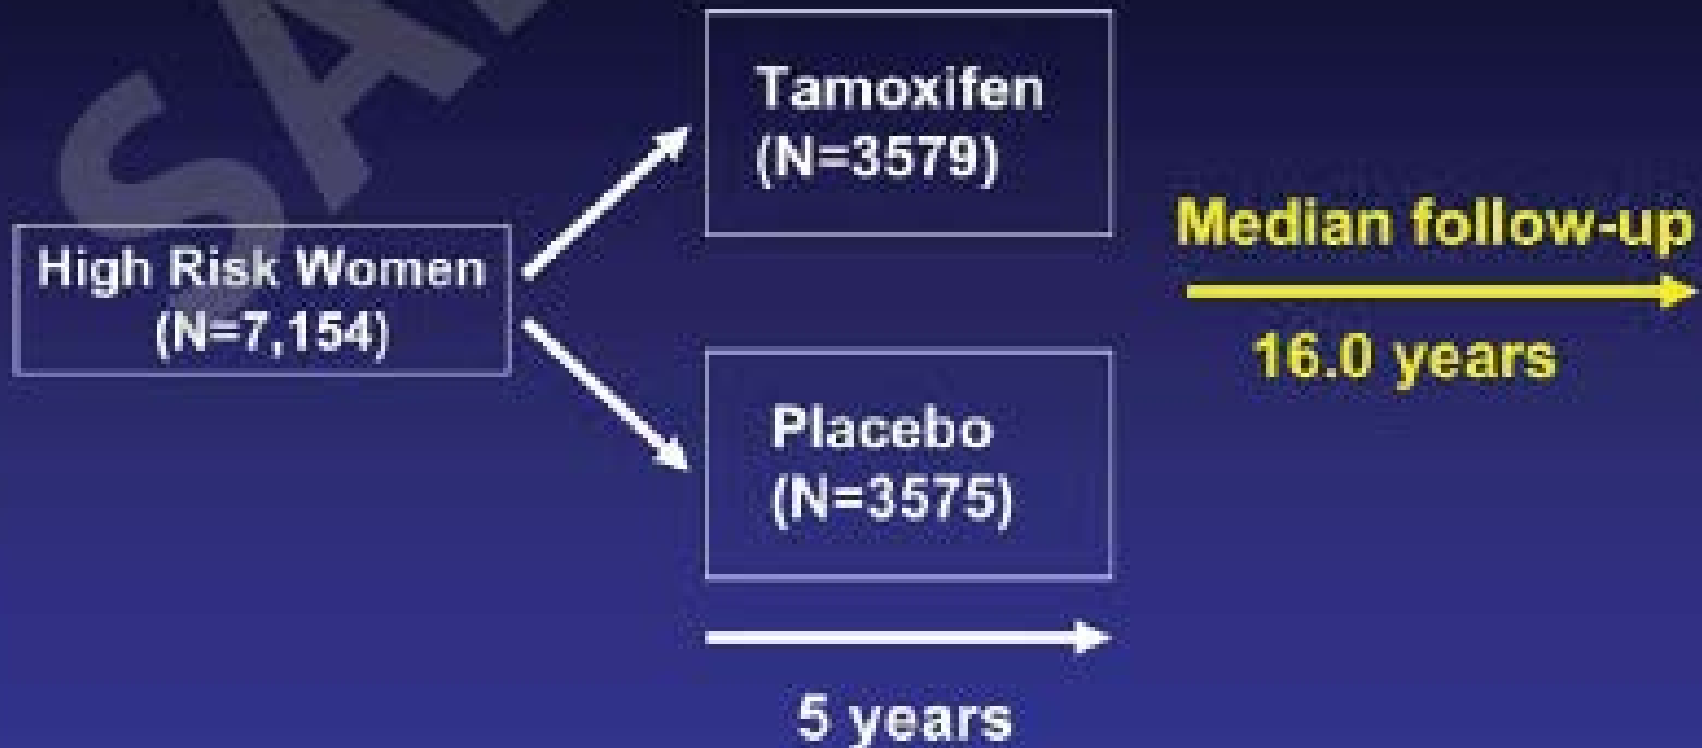 Tamoxifen
(N=3579)
High Risk Women
(N=7,154)
Median follow-up
16.0 years
Placebo
(N=3575)
5 years